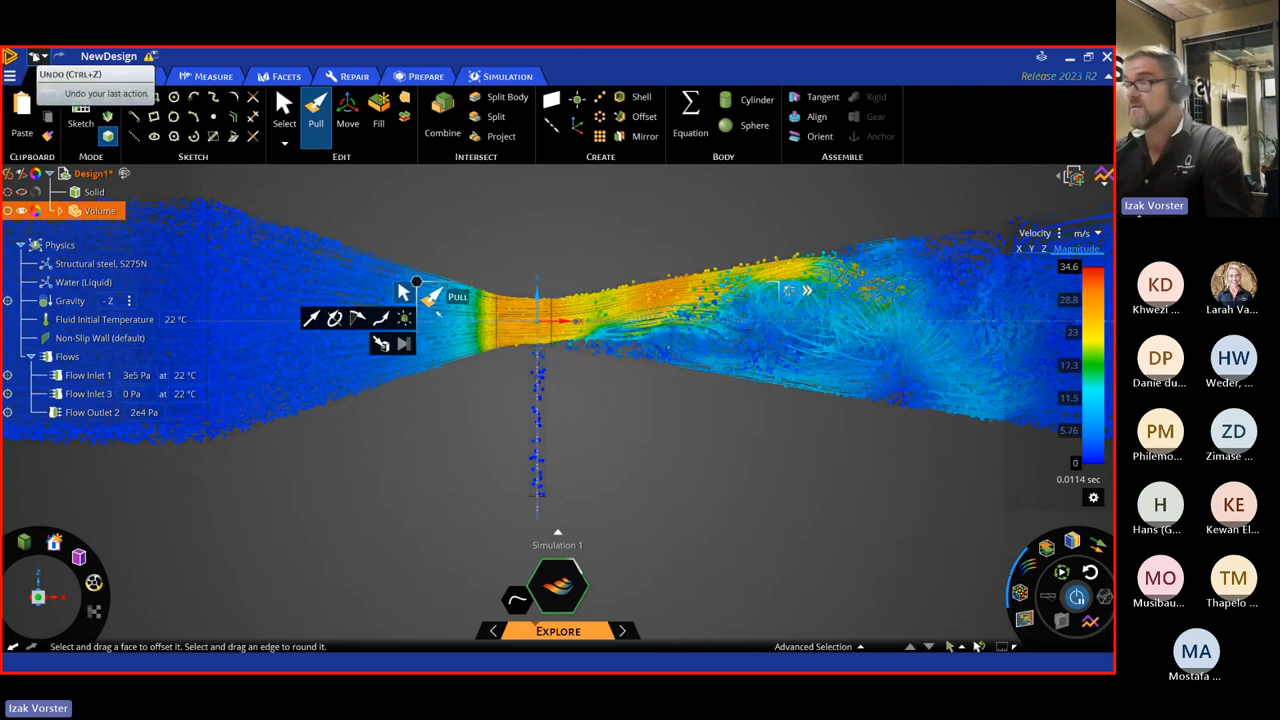 NewDesign
UNDO (CTRL+Z)
Undo your last action.
MEASURE
FACETS
REPAIR
PREPARE
SIMULATION
Release 2023 R2
Paste
Sketch
Select
Pull
Move
Fill
Combine
Split Body
Split
Project
Shell
Offset
Mirror
Equation
Cylinder
Sphere
Tangent
Align
Orient
Rigid
Gear
Anchor
CLIPBOARD
MODE
SKETCH
EDIT
INTERSECT
CREATE
BODY
ASSEMBLE
Design1*
Solid
Volume
Physics
Structural steel, S275N
Water (Liquid)
Gravity - Z
Fluid Initial Temperature 22 °C
Non-Slip Wall (default)
Flows
Flow Inlet 1 3e5 Pa at 22 °C
Flow Inlet 3 0 Pa at 22 °C
Flow Outlet 2 2e4 Pa
PULL
Velocity m/s
X Y Z Magnitude
34.6
28.8
23
17.3
11.5
5.76
0
0.0114 sec
Z
X
Simulation 1
EXPLORE
Select and drag a face to offset it. Select and drag an edge to round it.
Advanced Selection
Izak Vorster
KD
Khwezi ...
Larah Va...
DP
Danie du...
HW
Weder, ...
PM
Philemo...
ZD
Zimase ...
H
Hans (G...
KE
Kewan El...
MO
Musibau...
TM
Thapelo ...
MA
Mostafa ...
Izak Vorster